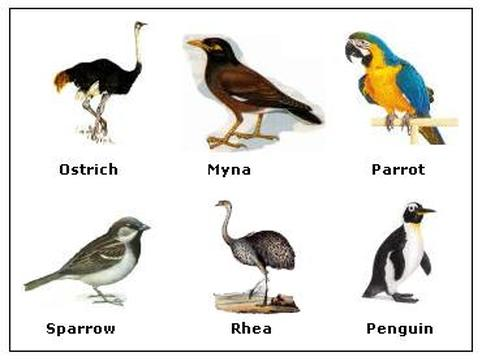 Ostrich Myna Parrot
Sparrow Rhea Penguin